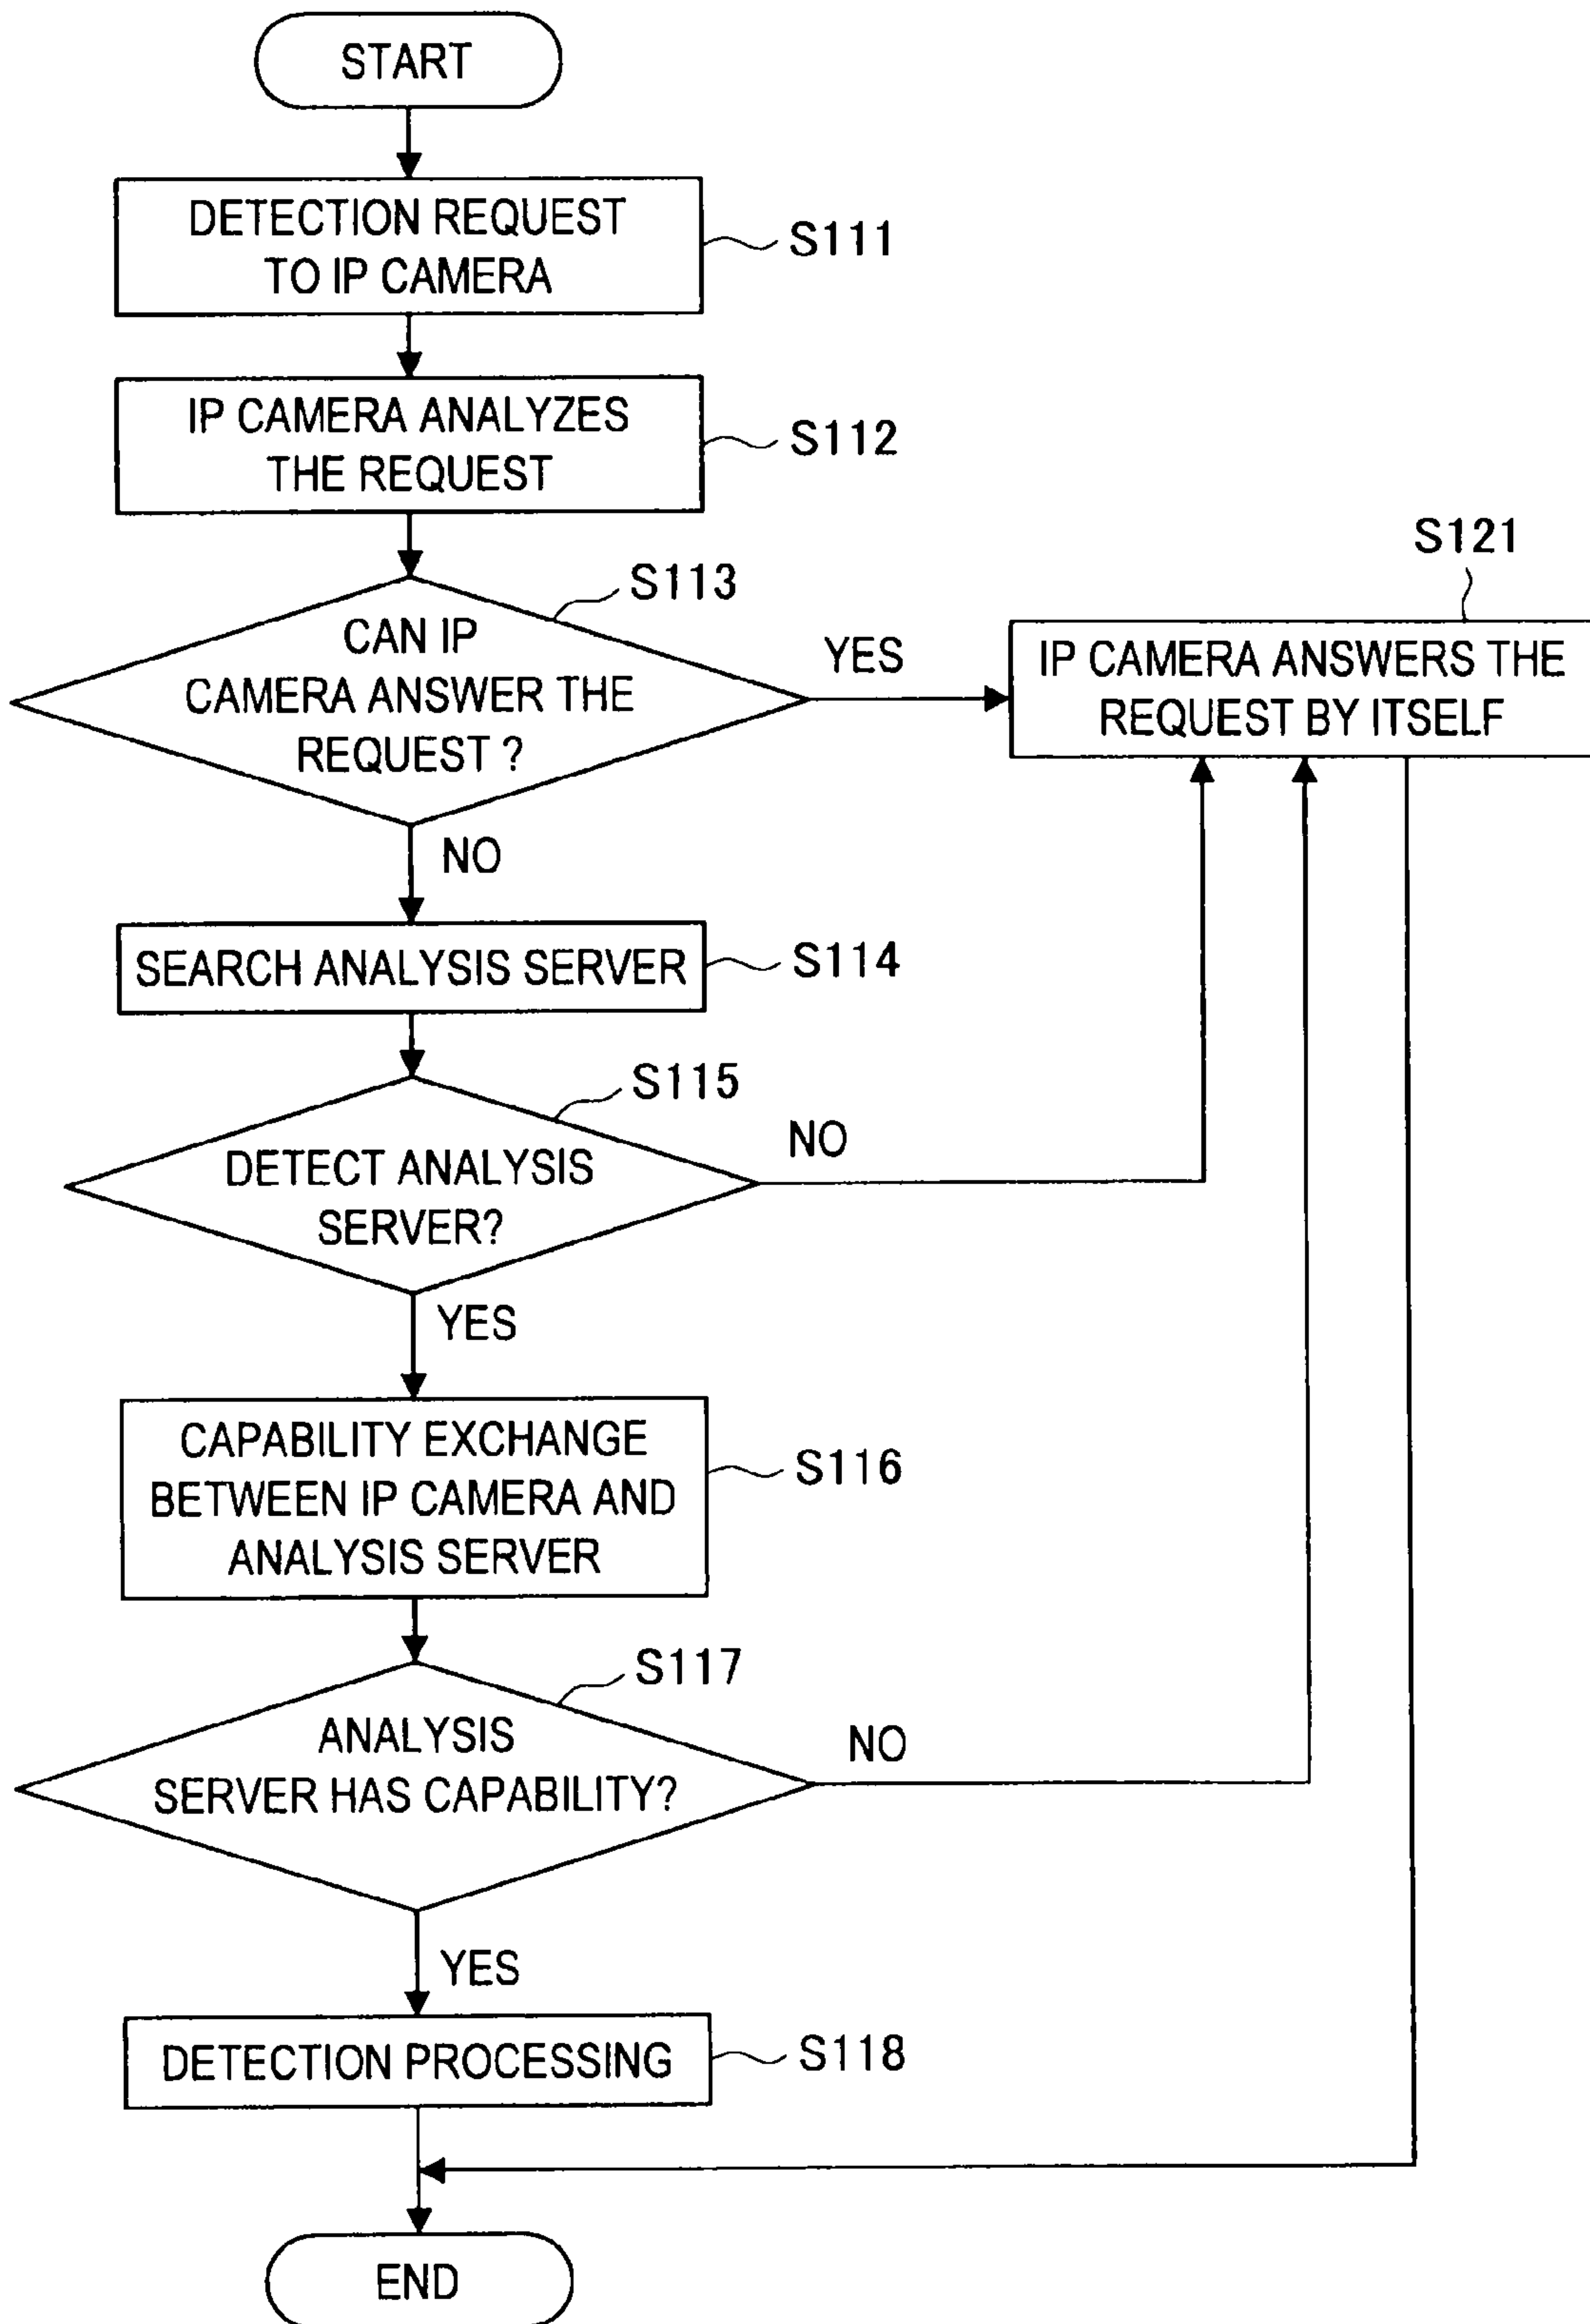 START
DETECTION REQUEST
TO IP CAMERA
S111
IP CAMERA ANALYZES
THE REQUEST
S112
S113
CAN IP
CAMERA ANSWER THE
REQUEST ?
YES
S121
IP CAMERA ANSWERS THE
REQUEST BY ITSELF
NO
SEARCH ANALYSIS SERVER
S114
S115
DETECT ANALYSIS
SERVER?
NO
YES
CAPABILITY EXCHANGE
BETWEEN IP CAMERA AND
ANALYSIS SERVER
S116
S117
ANALYSIS
SERVER HAS CAPABILITY?
NO
YES
DETECTION PROCESSING
S118
END